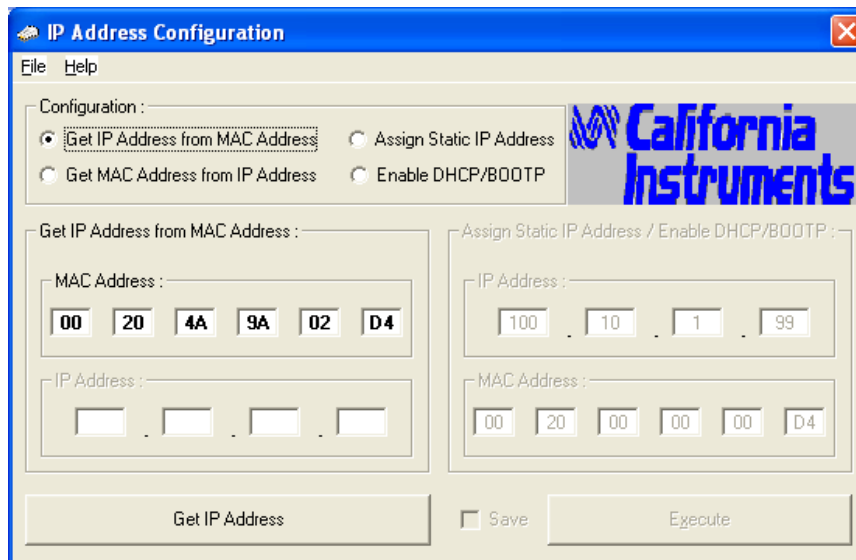 IP Address Configuration
File Help
Configuration :
Get IP Address from MAC Address
Assign Static IP Address
Get MAC Address from IP Address
Enable DHCP/BOOTP
California
Instruments
Get IP Address from MAC Address :
MAC Address :
00 20 4A 9A 02 D4
IP Address :
. . .
Get IP Address
Assign Static IP Address / Enable DHCP/BOOTP :
IP Address :
100 . 10 . 1 . 99
MAC Address :
00 20 00 00 00 D4
Save
Execute